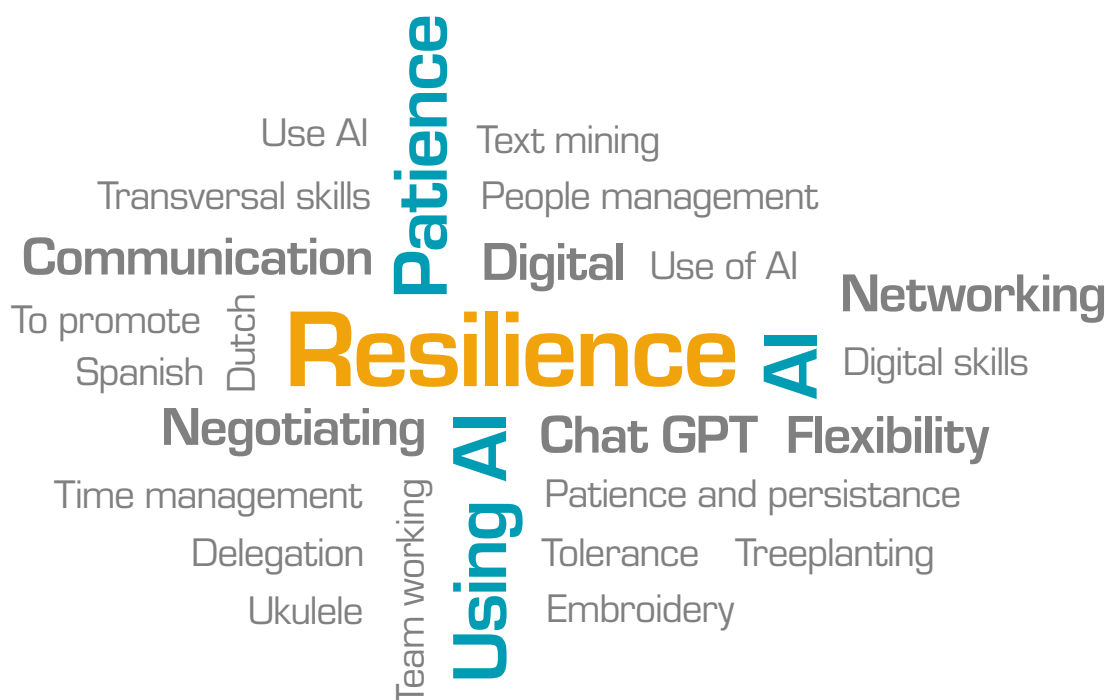 Patience
Use AI
Text mining
Transversal skills
People management
Communication
Digital
Use of AI
Networking
To promote
Dutch
Resilience
AI
Digital skills
Spanish
Negotiating
Using AI
Chat GPT
Flexibility
Time management
Team working
Patience and persistance
Delegation
Tolerance
Treeplanting
Ukulele
Embroidery